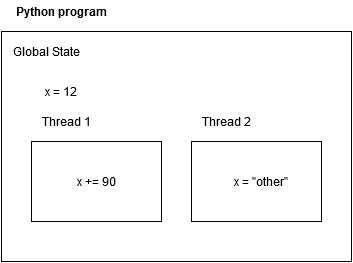 Python program
Global State
x = 12
Thread 1
Thread 2
x += 90
x = "other"